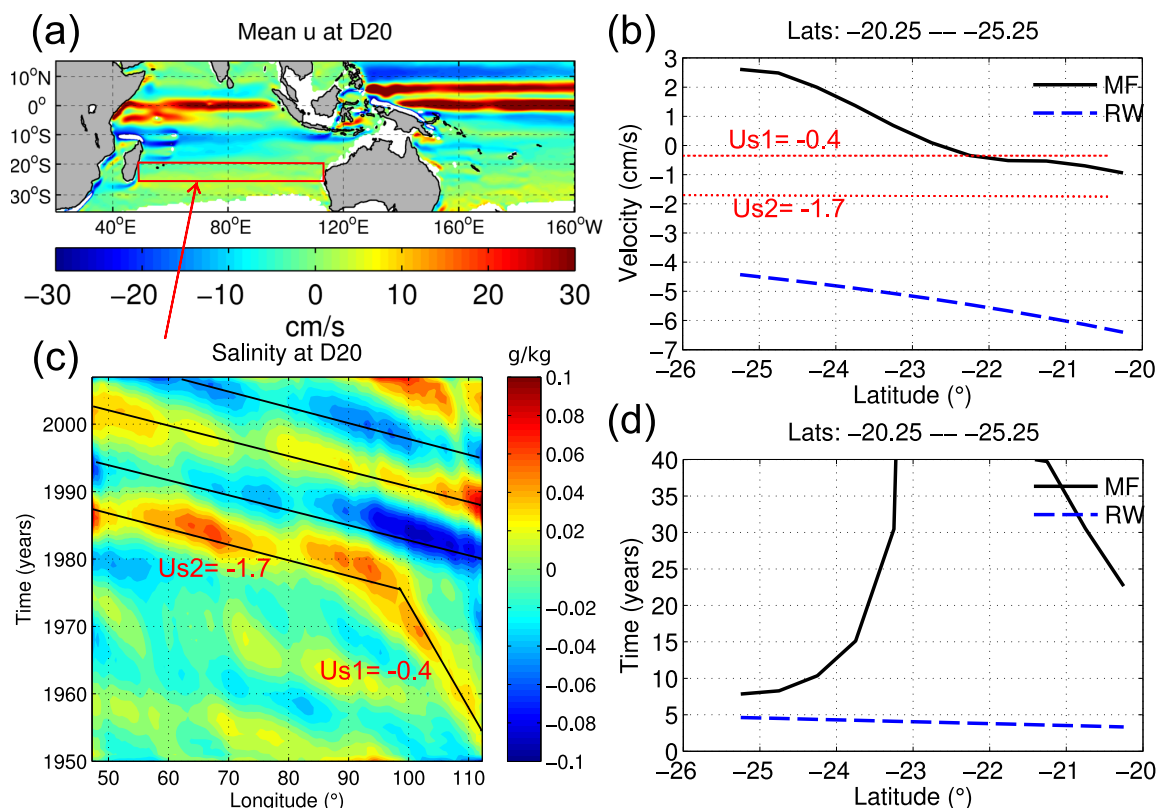 (a)
Mean u at D20
10°N
0°
10°S
20°S
30°S
40°E 80°E 120°E 160°E 160°W
−30 −20 −10 0 10 20 30
cm/s
(b)
Lats: −20.25 −− −25.25
Velocity (cm/s)
3
2
1
0
−1
−2
−3
−4
−5
−6
−7
MF
RW
Us1= -0.4
Us2= -1.7
−26 −25 −24 −23 −22 −21 −20
Latitude (°)
(c)
Salinity at D20
g/kg
Time (years)
2000
1990
1980
1970
1960
1950
Us2= -1.7
Us1= -0.4
50 60 70 80 90 100 110
Longitude (°)
0.1
0.08
0.06
0.04
0.02
0
−0.02
−0.04
−0.06
−0.08
−0.1
(d)
Lats: −20.25 −− −25.25
Time (years)
40
35
30
25
20
15
10
5
0
MF
RW
−26 −25 −24 −23 −22 −21 −20
Latitude (°)